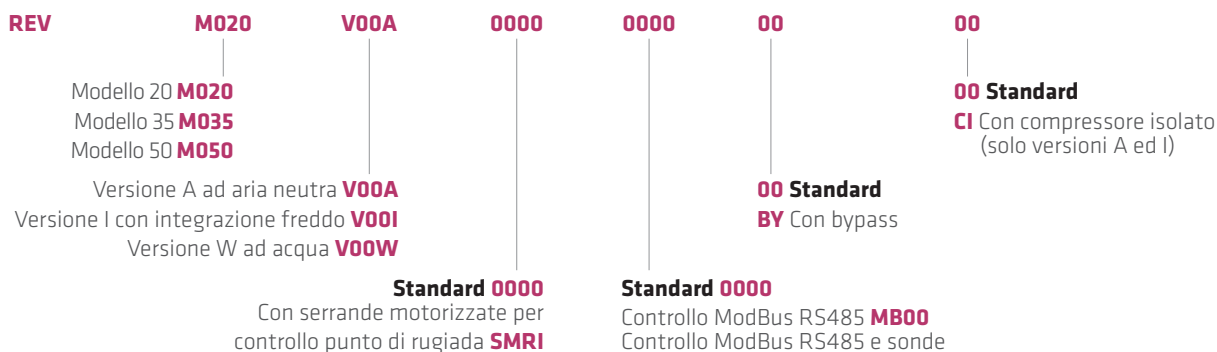 REV M020 V00A 0000 0000 00 00
Modello 20 M020
Modello 35 M035
Modello 50 M050
00 Standard
CI Con compressore isolato
(solo versioni A ed I)
Versione A ad aria neutra V00A
Versione I con integrazione freddo V00I
Versione W ad acqua V00W
00 Standard
BY Con bypass
Standard 0000
Con serrande motorizzate per
controllo punto di rugiada SMRI
Standard 0000
Controllo ModBus RS485 MB00
Controllo ModBus RS485 e sonde